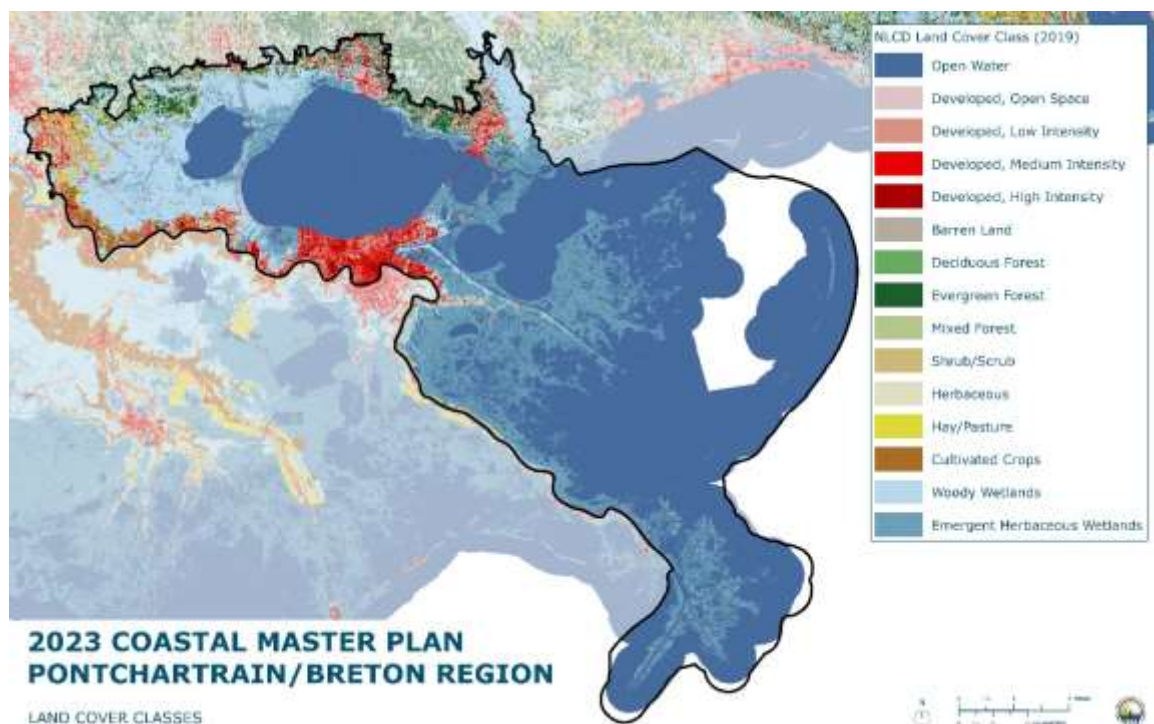 NLCD Land Cover Class (2019)
Open Water
Developed, Open Space
Developed, Low Intensity
Developed, Medium Intensity
Developed, High Intensity
Barren Land
Deciduous Forest
Evergreen Forest
Mixed Forest
Shrub/Scrub
Herbaceous
Hay/Pasture
Cultivated Crops
Woody Wetlands
Emergent Herbaceous Wetlands
2023 COASTAL MASTER PLAN
PONTCHARTRAIN/BRETON REGION
LAND COVER CLASSES